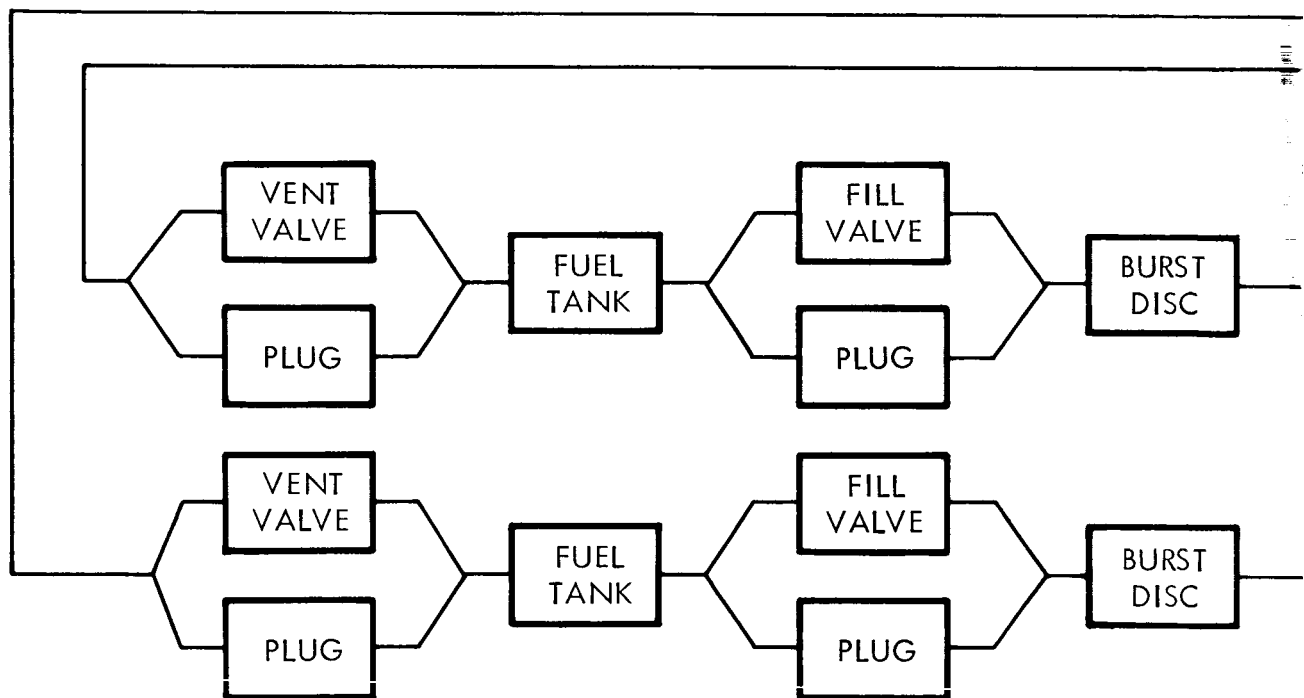 VENT
VALVE
PLUG
FUEL
TANK
FILL
VALVE
PLUG
BURST
DISC
VENT
VALVE
PLUG
FUEL
TANK
FILL
VALVE
PLUG
BURST
DISC